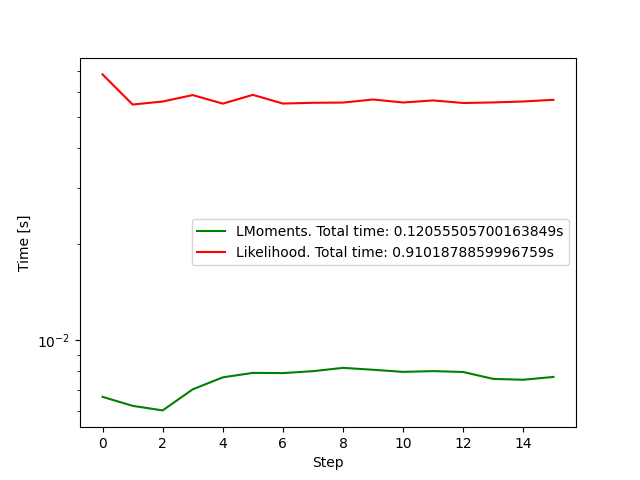 Time [s]
10⁻²
LMoments. Total time: 0.12055505700163849s
Likelihood. Total time: 0.9101878859996759s
0 2 4 6 8 10 12 14
Step